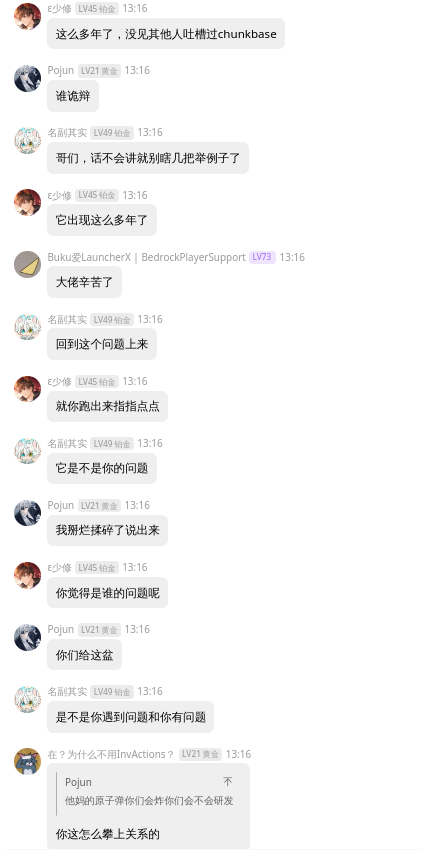 ε少修 LV45 铂金 13:16
这么多年了，没见其他人吐槽过chunkbase
Pojun LV21 黄金 13:16
谁诡辩
名副其实 LV49 铂金 13:16
哥们，话不会讲就别瞎几把举例子了
ε少修 LV45 铂金 13:16
它出现这么多年了
Buku爱LauncherX | BedrockPlayerSupport LV73 13:16
大佬辛苦了
名副其实 LV49 铂金 13:16
回到这个问题上来
ε少修 LV45 铂金 13:16
就你跑出来指指点点
名副其实 LV49 铂金 13:16
它是不是你的问题
Pojun LV21 黄金 13:16
我掰烂揉碎了说出来
ε少修 LV45 铂金 13:16
你觉得是谁的问题呢
Pojun LV21 黄金 13:16
你们给这盆
名副其实 LV49 铂金 13:16
是不是你遇到问题和你有问题
在？为什么不用InvActions？ LV21 黄金 13:16
Pojun
他妈的原子弹你们会炸你们会不会研发
你这怎么攀上关系的